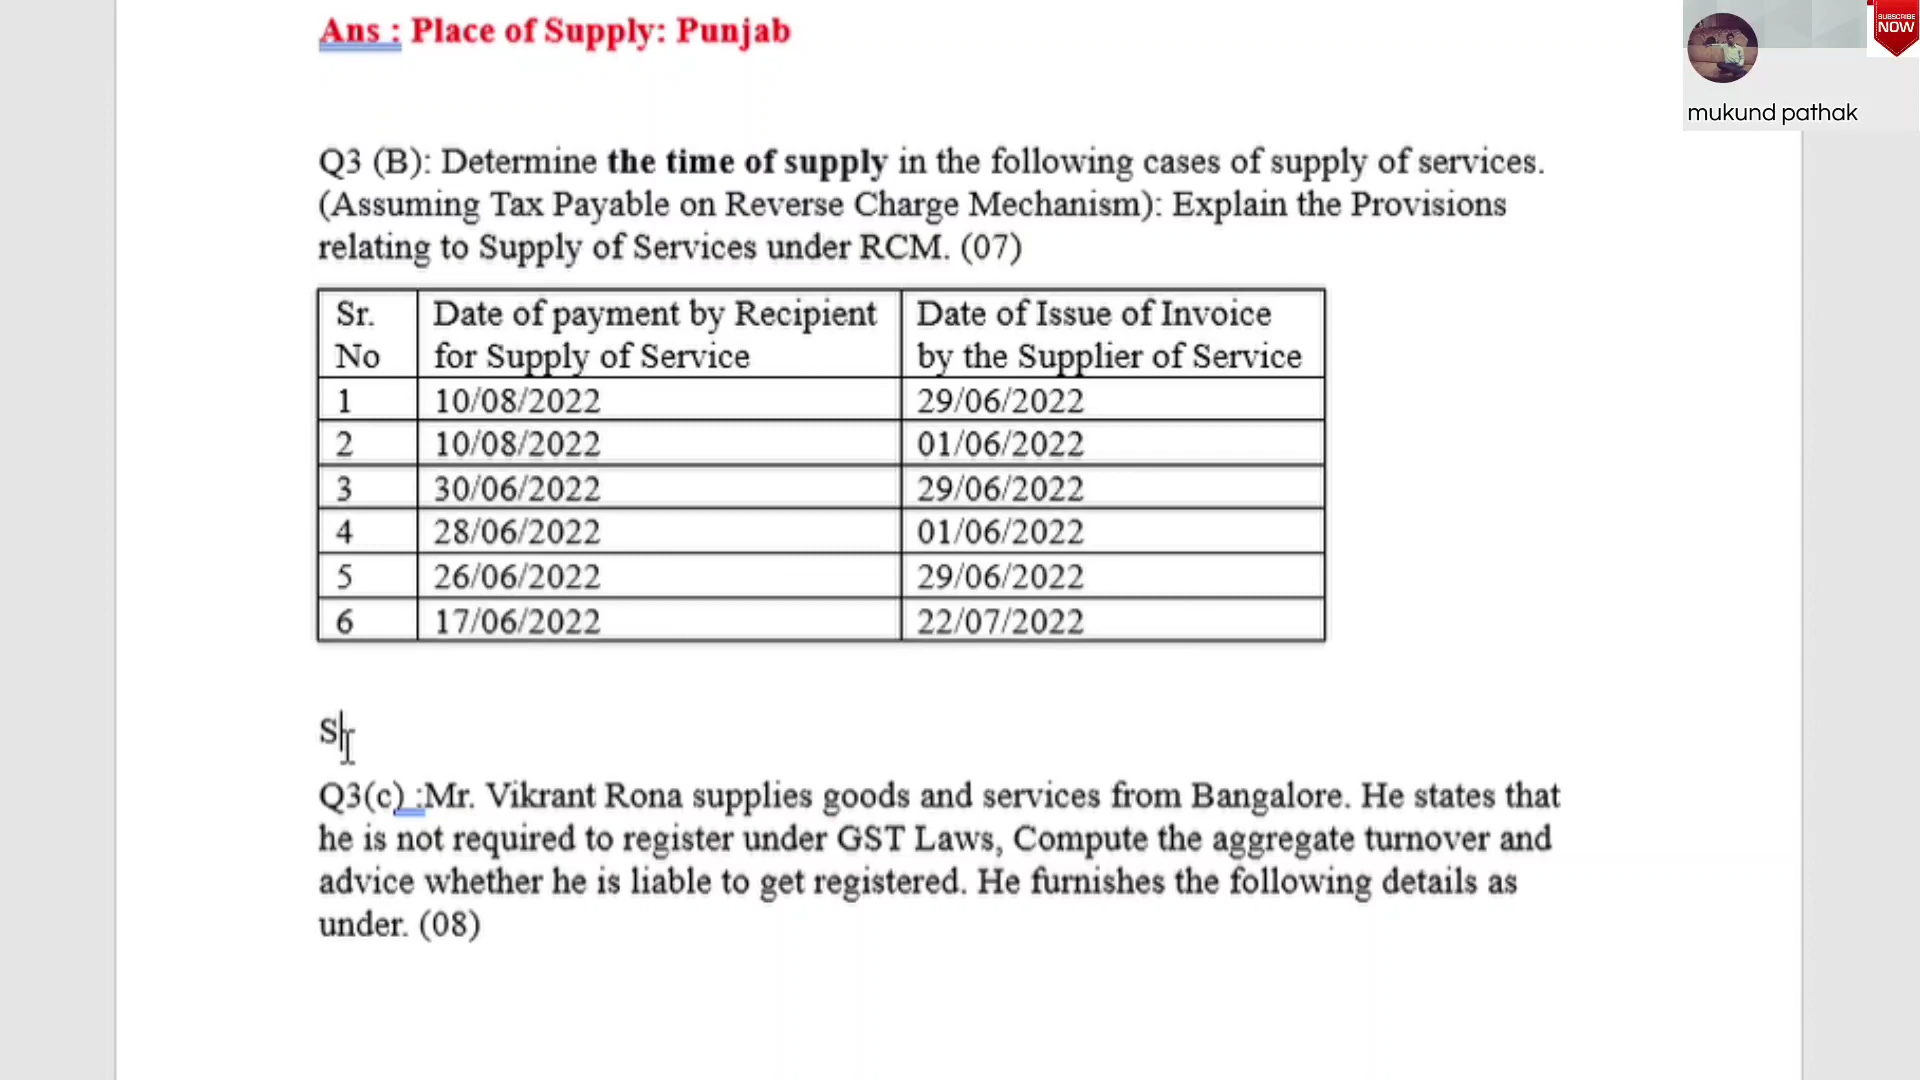 Ans : Place of Supply: Punjab
SUBSCRIBE
NOW
mukund pathak
Q3 (B): Determine the time of supply in the following cases of supply of services.
(Assuming Tax Payable on Reverse Charge Mechanism): Explain the Provisions
relating to Supply of Services under RCM. (07)
Sr. No | Date of payment by Recipient for Supply of Service | Date of Issue of Invoice by the Supplier of Service
1 | 10/08/2022 | 29/06/2022
2 | 10/08/2022 | 01/06/2022
3 | 30/06/2022 | 29/06/2022
4 | 28/06/2022 | 01/06/2022
5 | 26/06/2022 | 29/06/2022
6 | 17/06/2022 | 22/07/2022
S
Q3(c) :Mr. Vikrant Rona supplies goods and services from Bangalore. He states that
he is not required to register under GST Laws, Compute the aggregate turnover and
advice whether he is liable to get registered. He furnishes the following details as
under. (08)